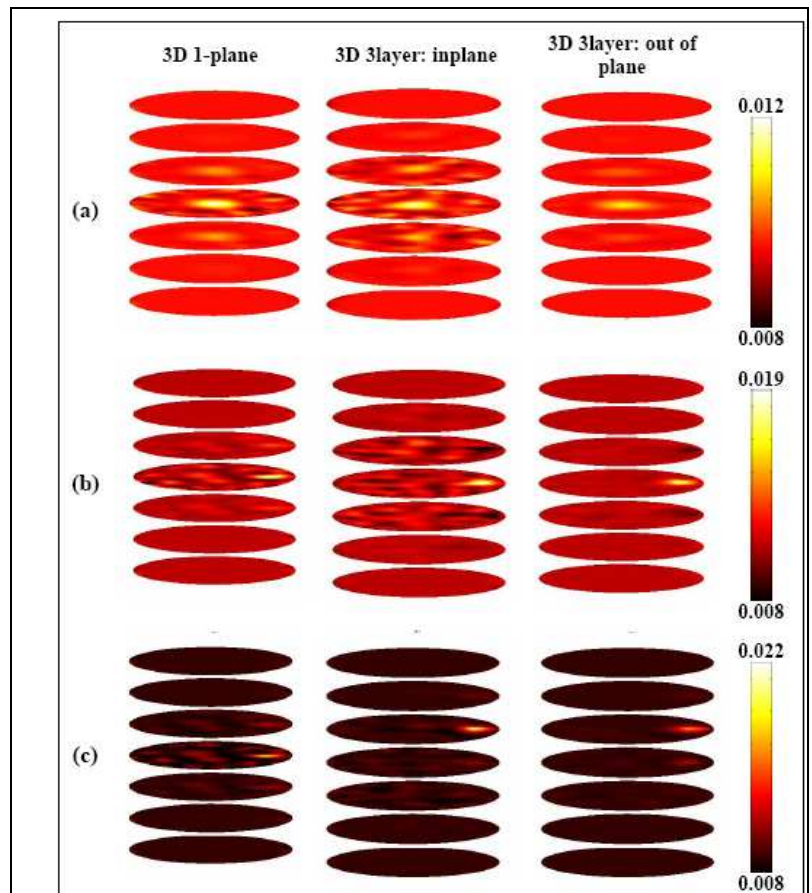 3D 1-plane
3D 3layer: inplane
3D 3layer: out of
plane
0.012
(a)
0.008
0.019
(b)
0.008
0.022
(c)
0.008